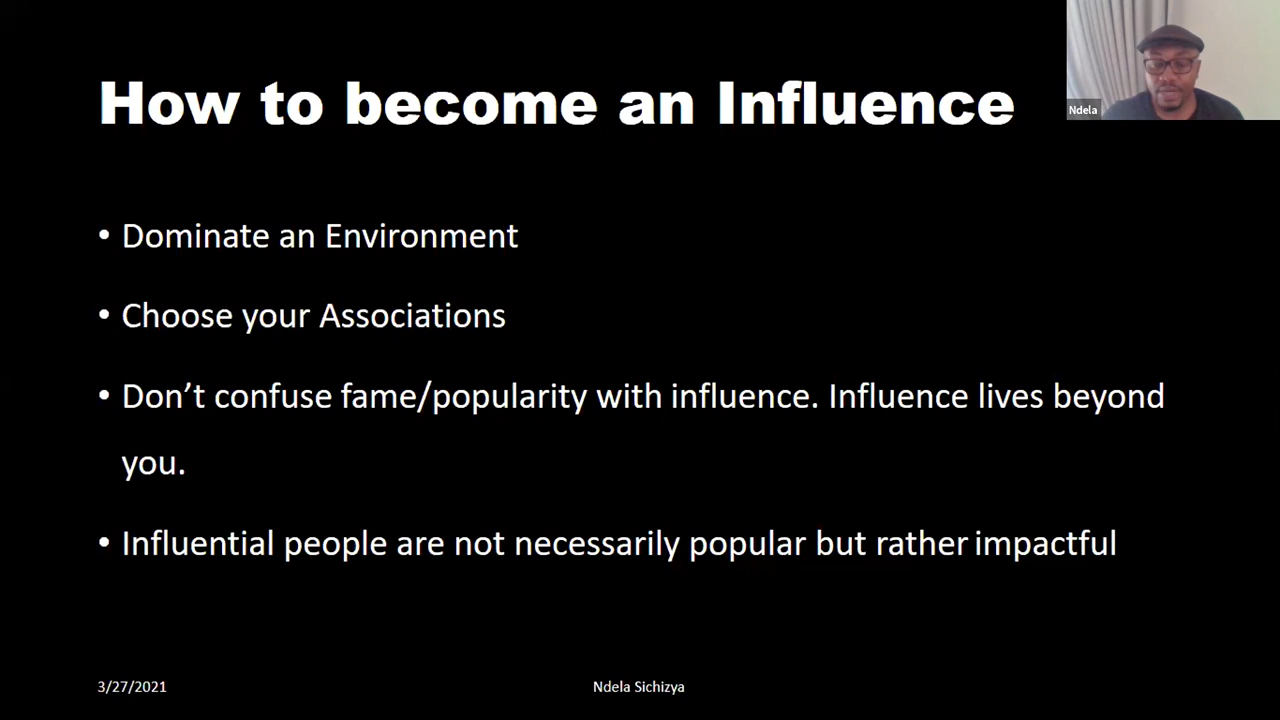 How to become an Influence
Ndela
• Dominate an Environment
• Choose your Associations
• Don’t confuse fame/popularity with influence. Influence lives beyond
you.
• Influential people are not necessarily popular but rather impactful
3/27/2021
Ndela Sichizya